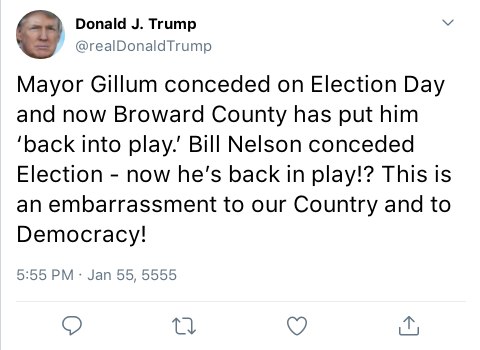 Donald J. Trump
@realDonaldTrump
Mayor Gillum conceded on Election Day
and now Broward County has put him
‘back into play.’ Bill Nelson conceded
Election - now he’s back in play!? This is
an embarrassment to our Country and to
Democracy!
5:55 PM · Jan 55, 5555